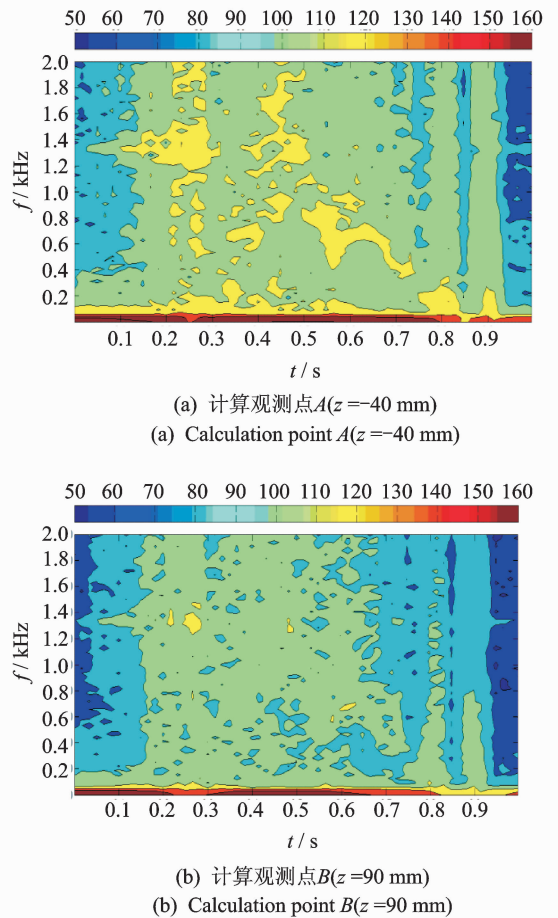 50 60 70 80 90 100 110 120 130 140 150 160
2.0
1.8
1.6
1.4
1.2
1.0
0.8
0.6
0.4
0.2
f / kHz
0.1 0.2 0.3 0.4 0.5 0.6 0.7 0.8 0.9
t / s
(a) 计算观测点A(z =−40 mm)
(a) Calculation point A(z =−40 mm)
50 60 70 80 90 100 110 120 130 140 150 160
2.0
1.8
1.6
1.4
1.2
1.0
0.8
0.6
0.4
0.2
f / kHz
0.1 0.2 0.3 0.4 0.5 0.6 0.7 0.8 0.9
t / s
(b) 计算观测点B(z=90 mm)
(b) Calculation point B(z=90 mm)